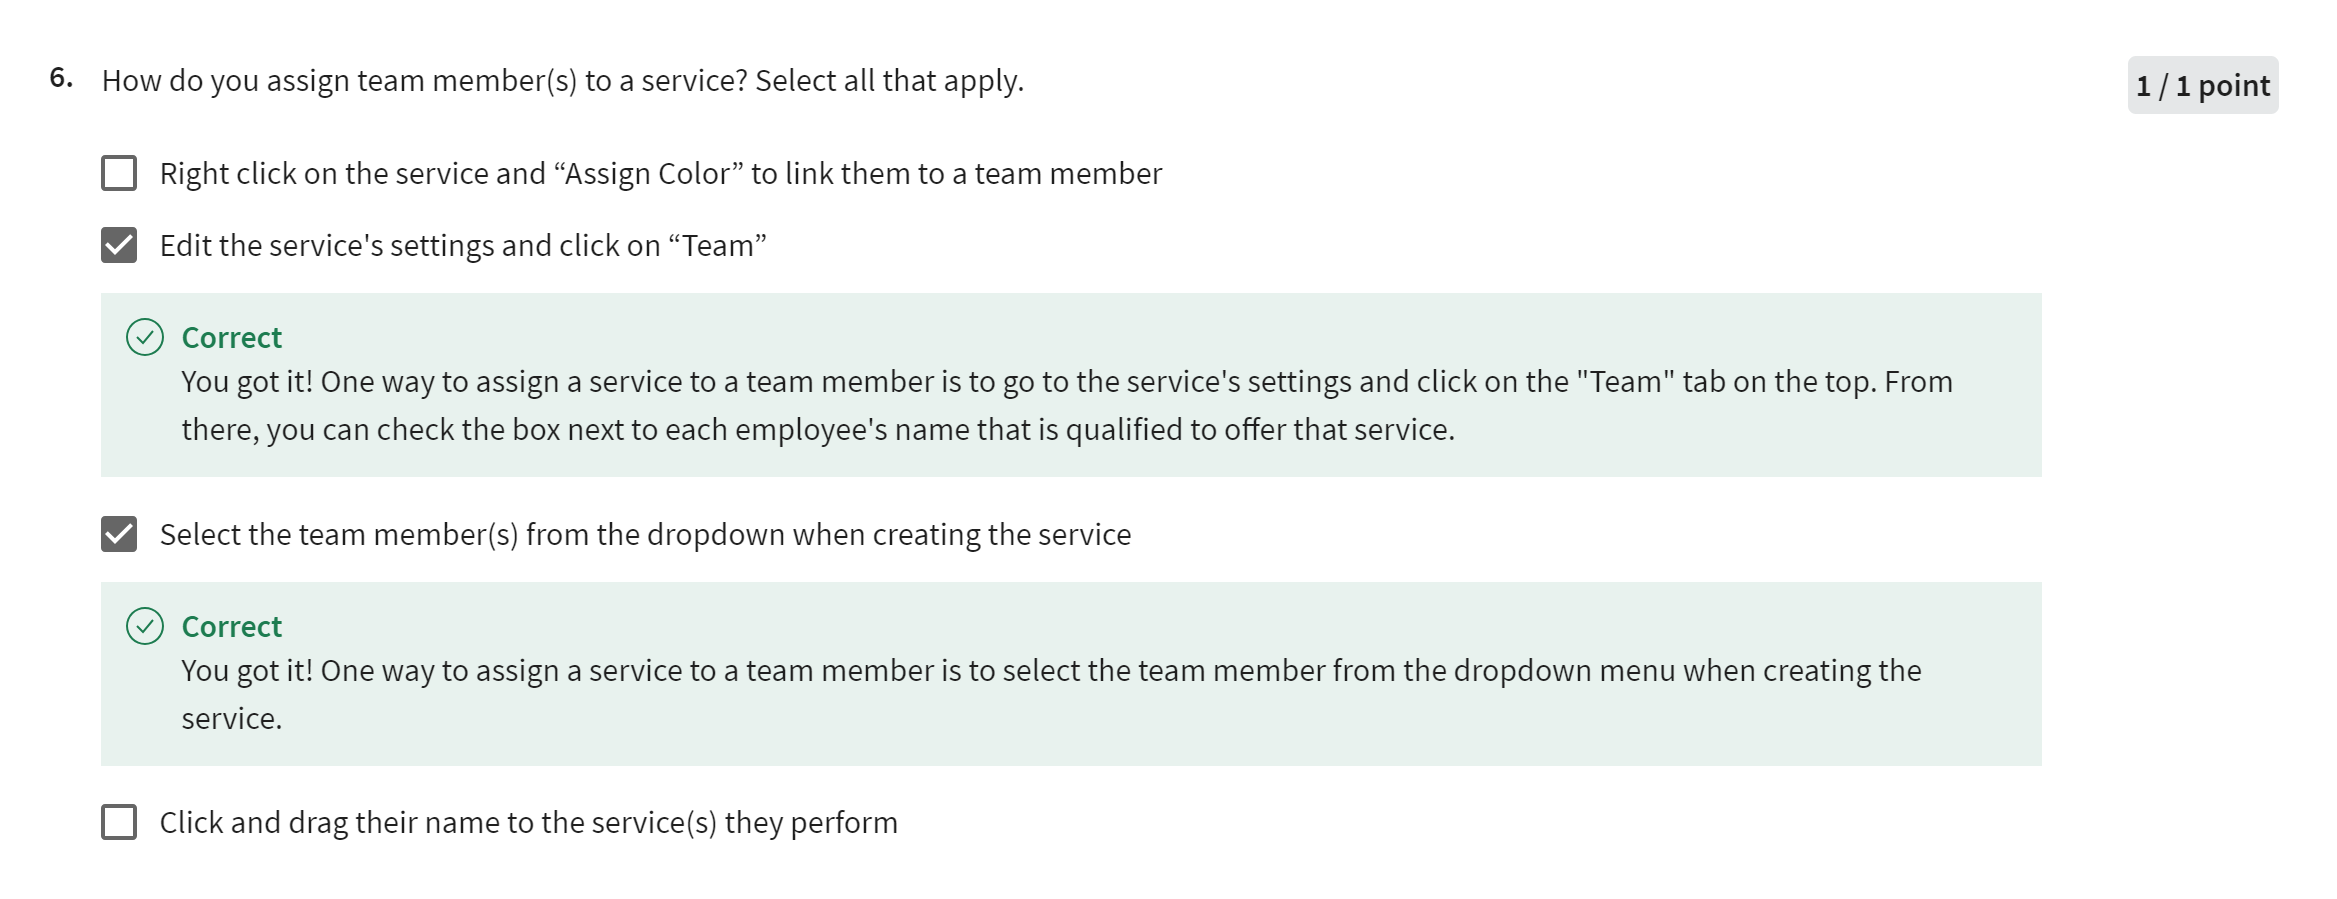 6. How do you assign team member(s) to a service? Select all that apply.
1 / 1 point
Right click on the service and “Assign Color” to link them to a team member
Edit the service's settings and click on “Team”
Correct
You got it! One way to assign a service to a team member is to go to the service's settings and click on the "Team" tab on the top. From
there, you can check the box next to each employee's name that is qualified to offer that service.
Select the team member(s) from the dropdown when creating the service
Correct
You got it! One way to assign a service to a team member is to select the team member from the dropdown menu when creating the
service.
Click and drag their name to the service(s) they perform